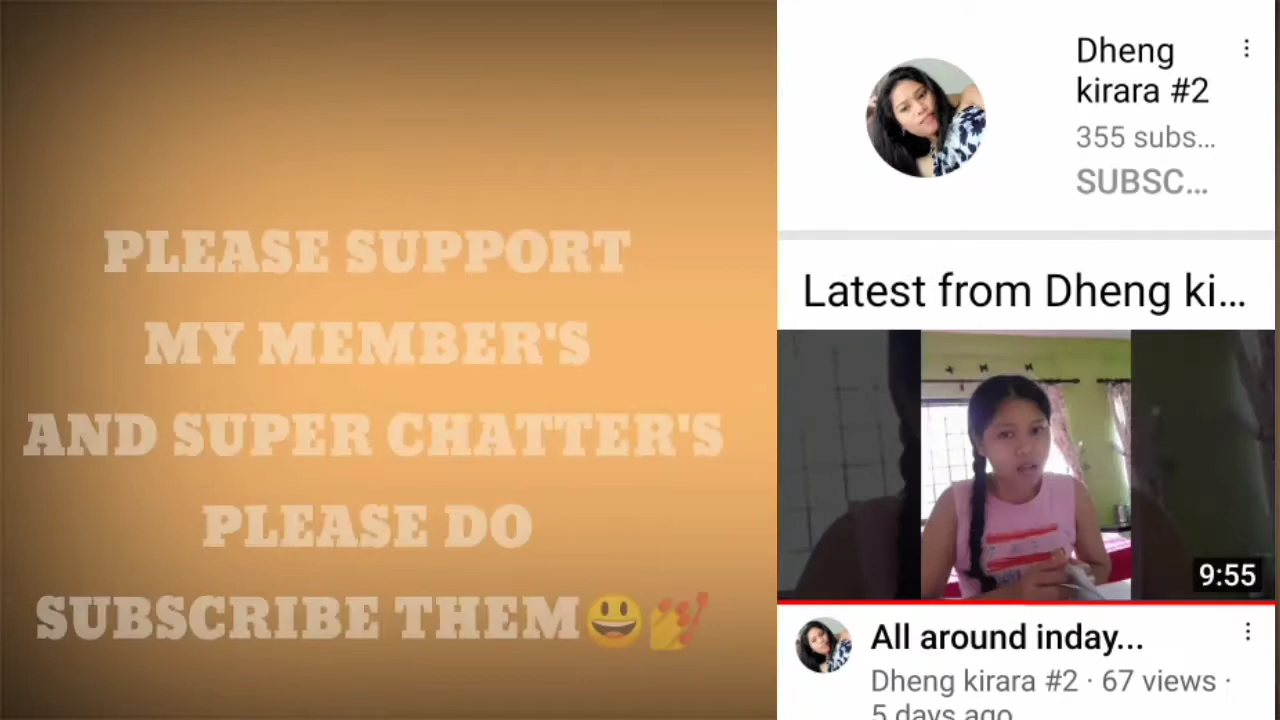 PLEASE SUPPORT
MY MEMBER'S
AND SUPER CHATTER'S
PLEASE DO
SUBSCRIBE THEM😃💅
Dheng
kirara #2
355 subs...
SUBSC...
Latest from Dheng ki...
9:55
All around inday...
Dheng kirara #2 · 67 views ·
5 days ago